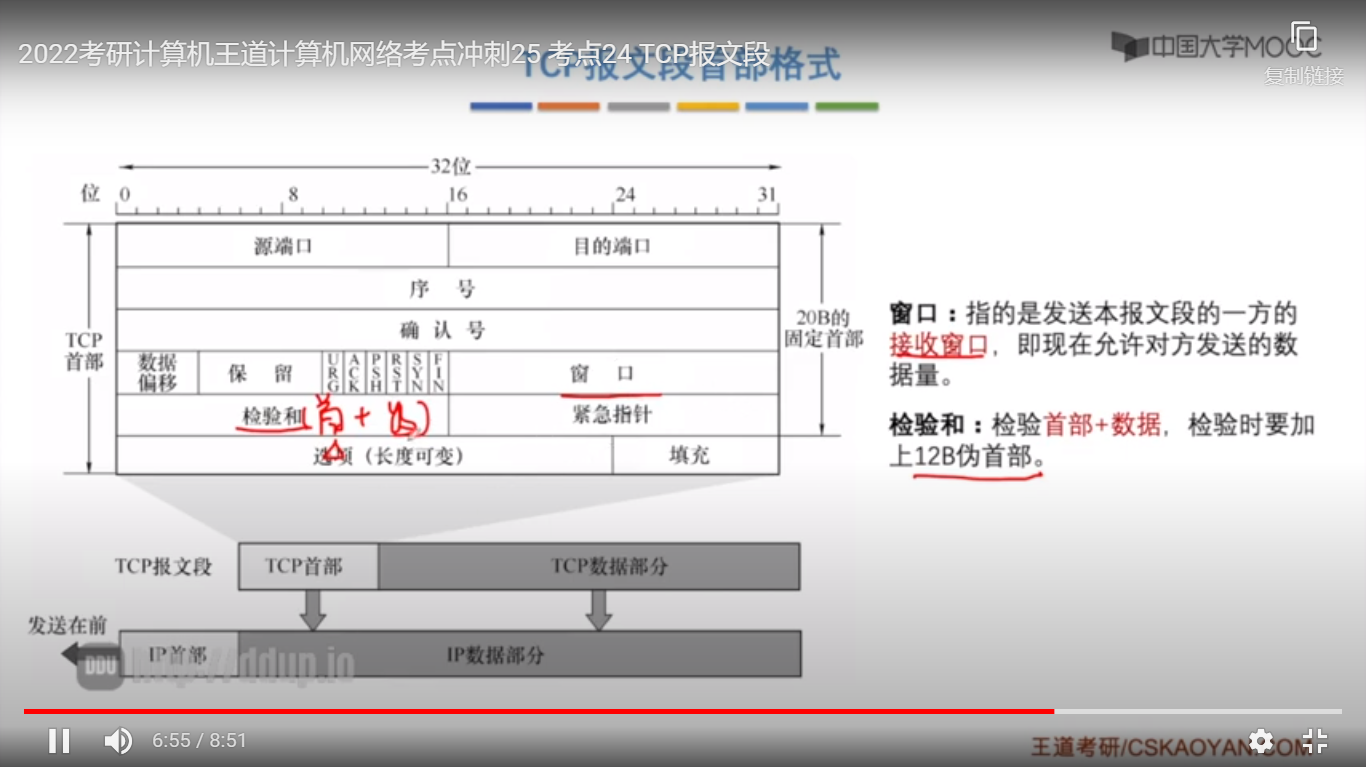 2022考研计算机王道计算机网络考点冲刺25 考点24 TCP报文段
TCP报文段首部格式
中国大学MOOC
复制链接
32位
位 0 8 16 24 31
源端口 目的端口
序 号
确 认 号
TCP首部
20B的固定首部
数据偏移 保 留 URG ACK PSH RST SYN FIN 窗 口
检验和 紧急指针
选项（长度可变） 填充
窗口：指的是发送本报文段的一方的
接收窗口，即现在允许对方发送的数
据量。
检验和：检验首部+数据，检验时要加
上12B伪首部。
TCP报文段 TCP首部 TCP数据部分
发送在前
IP首部 IP数据部分
DDU http://ddup.io
6:55 / 8:51
王道考研/CSKAOYAN.COM